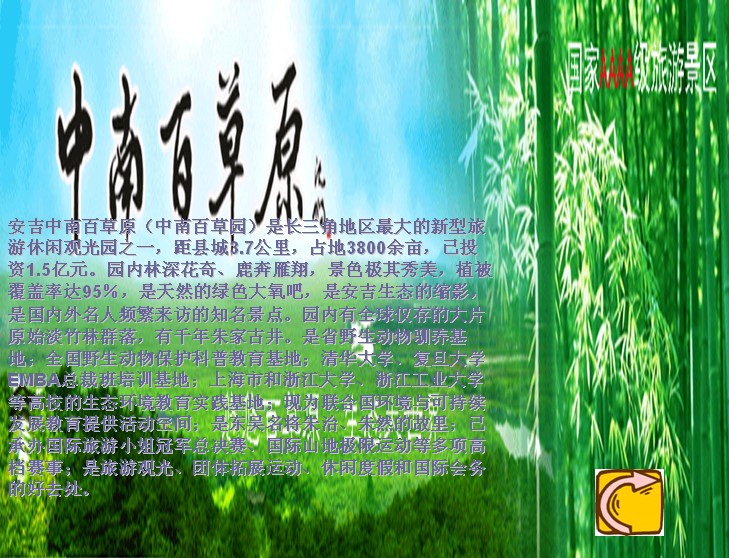 国家AAAA级旅游景区
中南百草原
安吉中南百草原（中南百草园）是长三角地区最大的新型旅
游休闲观光园之一，距县城3.7公里，占地3800余亩，已投
资1.5亿元。园内林深花奇、鹿奔雁翔，景色极其秀美，植被
覆盖率达95％，是天然的绿色大氧吧，是安吉生态的缩影，
是国内外名人频繁来访的知名景点。园内有全球仅存的大片
原始淡竹林群落，有千年朱家古井。是省野生动物驯养基
地；全国野生动物保护科普教育基地；清华大学、复旦大学
EMBA总裁班培训基地；上海市和浙江大学、浙江工业大学
等高校的生态环境教育实践基地；现为联合国环境与可持续
发展教育提供活动空间；是东吴名将朱治、朱然的故里；已
承办国际旅游小姐冠军总决赛、国际山地极限运动等多项高
档赛事；是旅游观光、团体拓展运动、休闲度假和国际会务
的好去处。